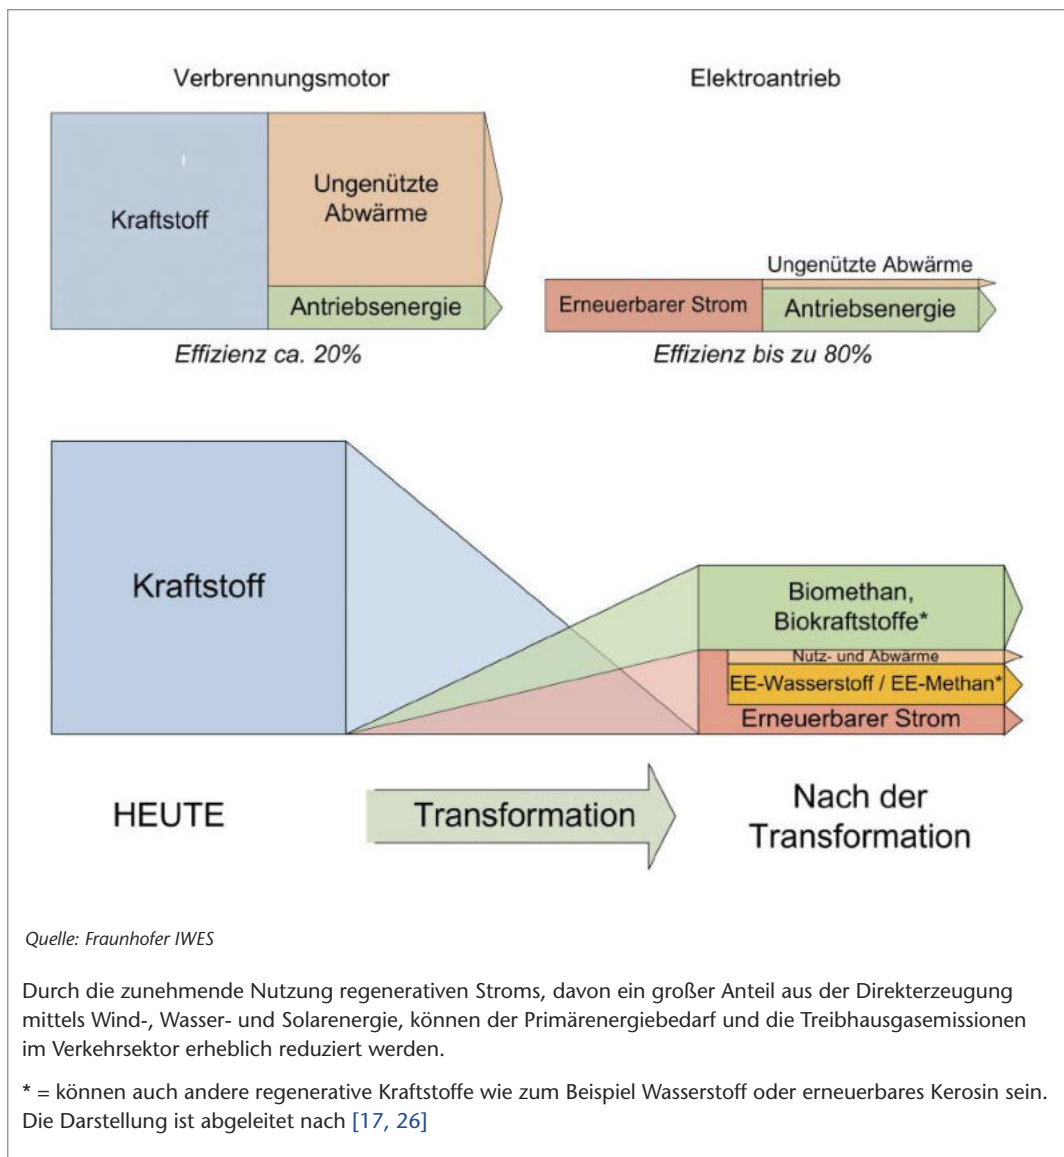 Verbrennungsmotor
Elektroantrieb
Kraftstoff
Ungenützte
Abwärme
Antriebsenergie
Effizienz ca. 20%
Ungenützte Abwärme
Erneuerbarer Strom
Antriebsenergie
Effizienz bis zu 80%
Kraftstoff
Biomethan,
Biokraftstoffe*
Nutz- und Abwärme
EE-Wasserstoff / EE-Methan*
Erneuerbarer Strom
HEUTE
Transformation
Nach der
Transformation
Quelle: Fraunhofer IWES
Durch die zunehmende Nutzung regenerativen Stroms, davon ein großer Anteil aus der Direkterzeugung
mittels Wind-, Wasser- und Solarenergie, können der Primärenergiebedarf und die Treibhausgasemissionen
im Verkehrsektor erheblich reduziert werden.
* = können auch andere regenerative Kraftstoffe wie zum Beispiel Wasserstoff oder erneuerbares Kerosin sein.
Die Darstellung ist abgeleitet nach [17, 26]